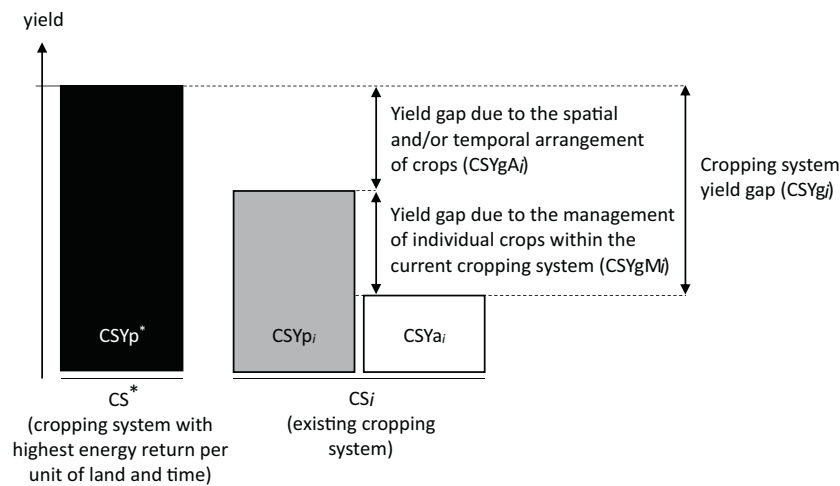 yield
Yield gap due to the spatial
and/or temporal arrangement
of crops (CSYgAi)
Cropping system
yield gap (CSYgi)
Yield gap due to the management
of individual crops within the
current cropping system (CSYgMi)
CSYp*
CSYpi
CSYai
CS*
(cropping system with
highest energy return per
unit of land and time)
CSi
(existing cropping
system)